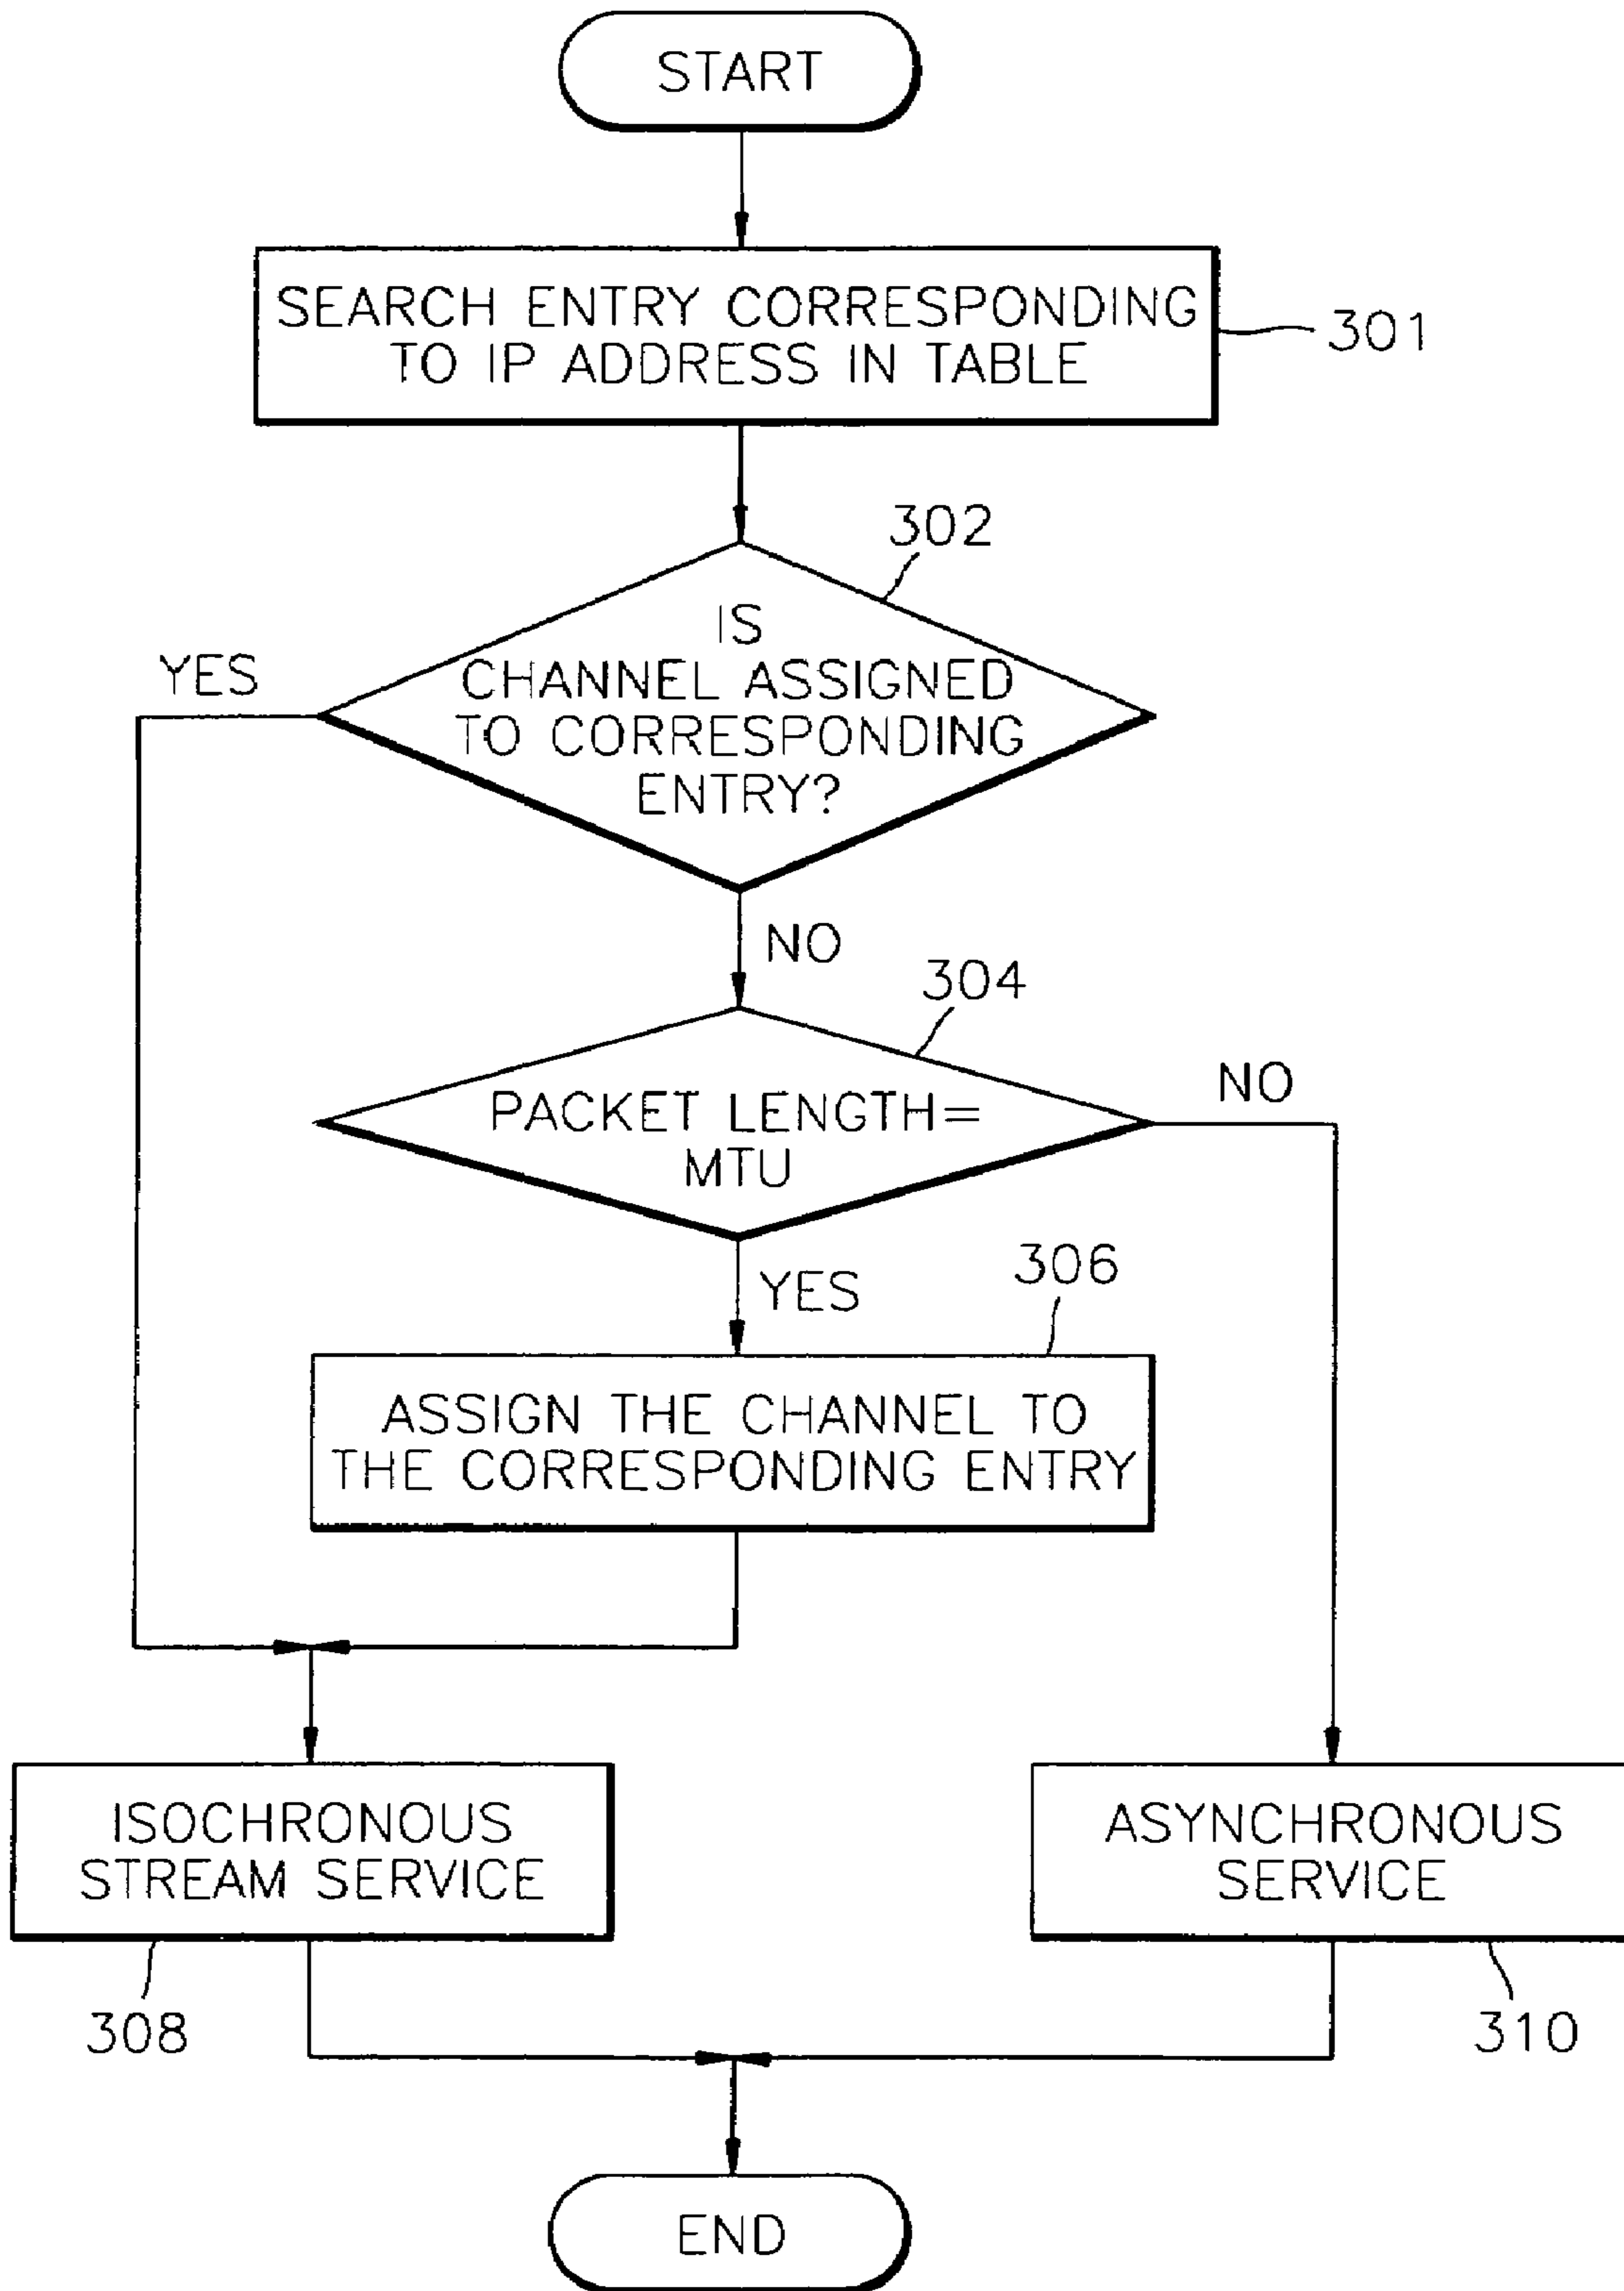 START
SEARCH ENTRY CORRESPONDING
TO IP ADDRESS IN TABLE
301
302
IS
CHANNEL ASSIGNED
TO CORRESPONDING
ENTRY?
YES
NO
304
PACKET LENGTH=
MTU
NO
YES
306
ASSIGN THE CHANNEL TO
THE CORRESPONDING ENTRY
ISOCHRONOUS
STREAM SERVICE
308
ASYNCHRONOUS
SERVICE
310
END